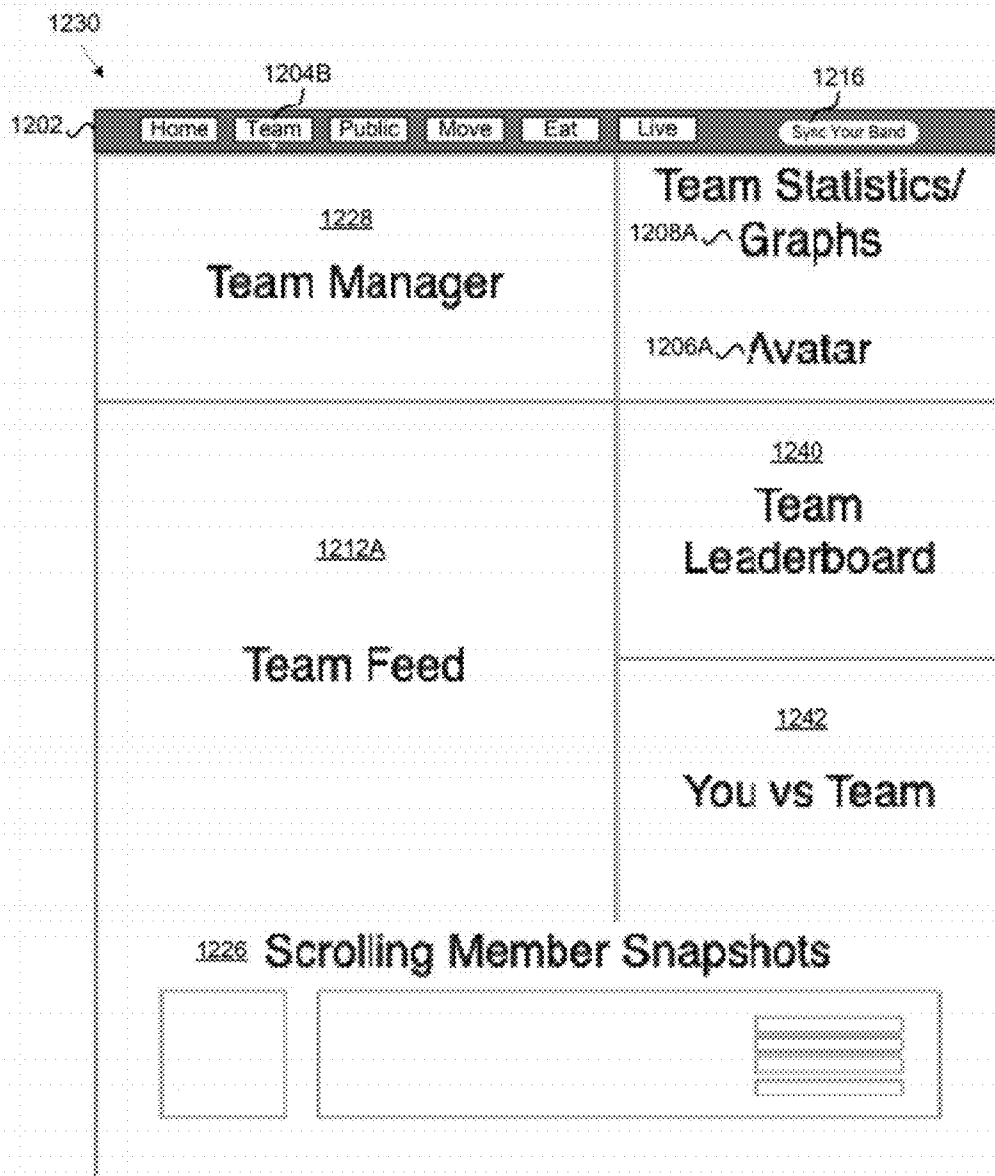 1230
1204B
1216
1202
Home Team Public Move Eat Live Sync Your Band
1228
Team Manager
Team Statistics/
1208A Graphs
1206A Avatar
1212A
Team Feed
1240
Team
Leaderboard
1242
You vs Team
1226 Scrolling Member Snapshots